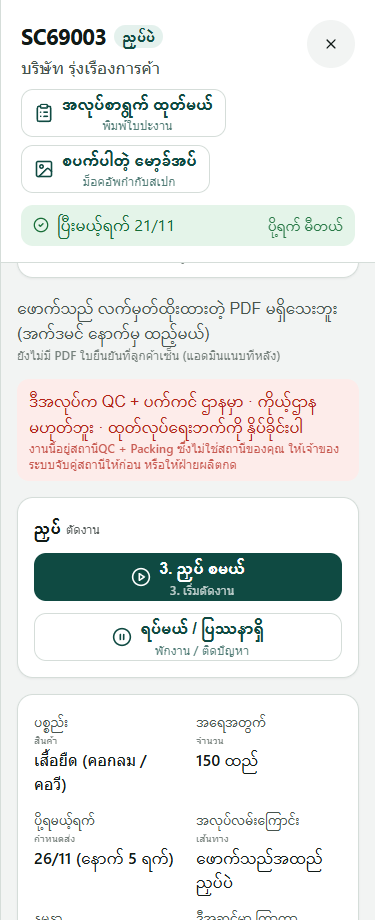 SC69003 ညှပ်ပဲ
บริษัท รุ่งเรืองการค้า
အလုပ်စာရွက် ထုတ်မယ်
พิมพ์ใบปะงาน
စပက်ပါတဲ့ မော့ခ်အပ်
ม็อคอัพกำกับสเปก
ပြီးမယ့်ရက် 21/11 ပို့ရက် မီတယ်
ဖောက်သည် လက်မှတ်ထိုးထားတဲ့ PDF မရှိသေးဘူး
(အက်ဒမင် နောက်မှ ထည့်မယ်)
ยังไม่มี PDF ใบยืนยันที่ลูกค้าเซ็น (แอดมินแนบทีหลัง)
ဒီအလုပ်က QC + ပက်ကင် ဌာနမှာ · ကိုယ့်ဌာန
မဟုတ်ဘူး · ထုတ်လုပ်ရေးဘက်ကို နှိပ်ခိုင်းပါ
งานนี้อยู่สถานีQC + Packing ซึ่งไม่ใช่สถานีของคุณ ให้เจ้าของ
ระบบจับคู่สถานีให้ก่อน หรือให้ฝ่ายผลิตกด
ညှပ် ตัดงาน
3. ညှပ် စမယ်
3. เริ่มตัดงาน
ရပ်မယ် / ပြဿနာရှိ
พักงาน / ติดปัญหา
ပစ္စည်း အရေအတွက်
สินค้า จำนวน
เสื้อยืด (คอกลม / 150 ထည်
คอวี)
ပို့ရမယ့်ရက် အလုပ်လမ်းကြောင်း
กำหนดส่ง เส้นทาง
26/11 (နောက် 5 ရက်) ဖောက်သည်အထည်
ညှပ်ပဲ